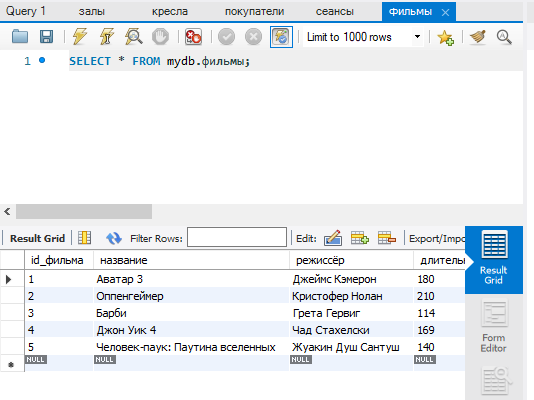 Query 1 залы кресла покупатели сеансы фильмы
Limit to 1000 rows
1 SELECT * FROM mydb.фильмы;
Result Grid Filter Rows: Edit: Export/Impo
id_фильма название режиссёр длителы
1 Аватар 3 Джеймс Кэмерон 180
2 Оппенгеймер Кристофер Нолан 210
3 Барби Грета Гервиг 114
4 Джон Уик 4 Чад Стахелски 169
5 Человек-паук: Паутина вселенных Жуакин Душ Сантуш 140
NULL NULL NULL NULL
Result
Grid
Form
Editor